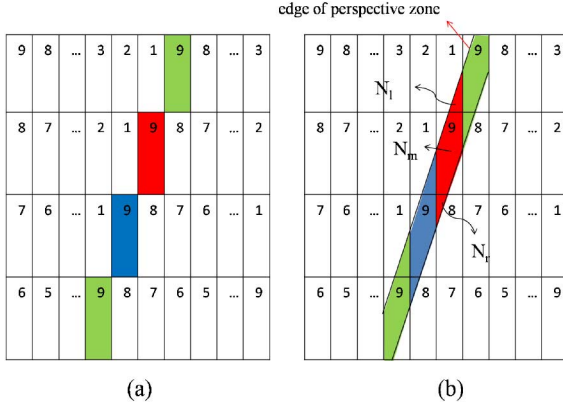 edge of perspective zone
9 8 ... 3 2 1 9 8 ... 3
8 7 ... 2 1 9 8 7 ... 2
7 6 ... 1 9 8 7 6 ... 1
6 5 ... 9 8 7 6 5 ... 9
(a)
9 8 ... 3 2 1 9 8 ... 3
N_l
8 7 ... 2 1 9 8 7 ... 2
N_m
7 6 ... 1 9 8 7 6 ... 1
N_r
6 5 ... 9 8 7 6 5 ... 9
(b)